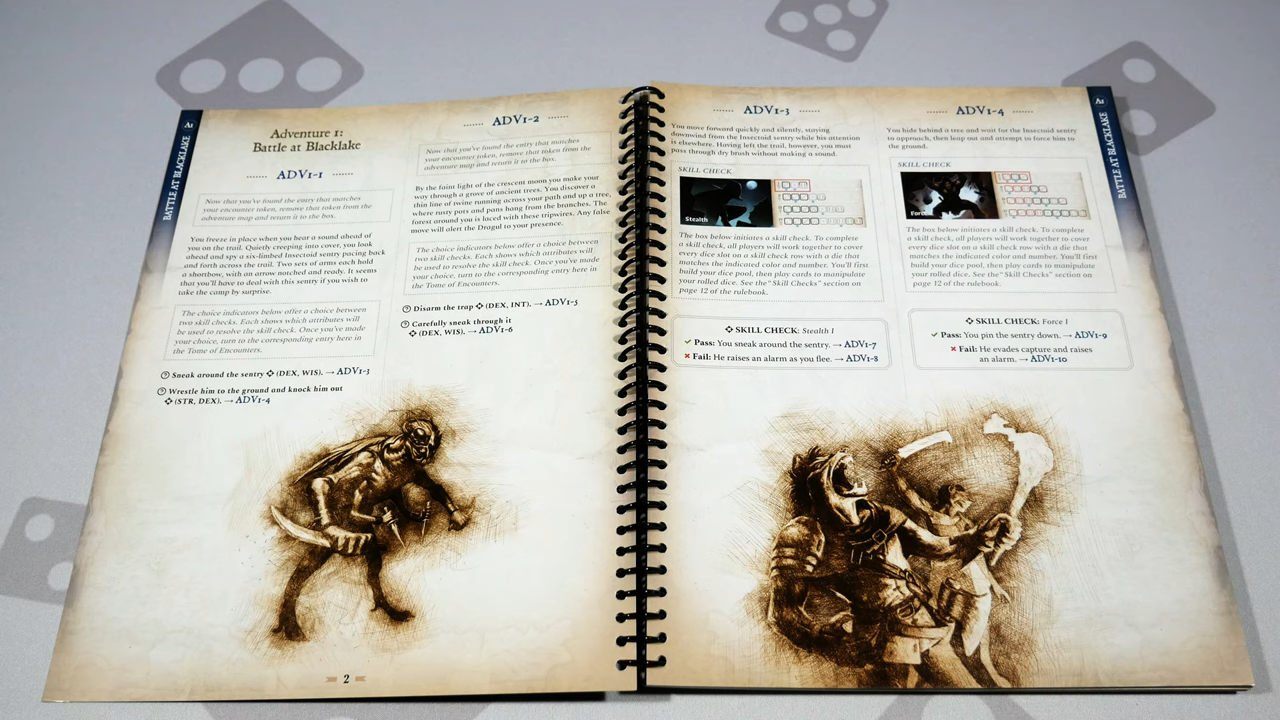 BATTLE AT BLACKLAKE
A1
Adventure 1:
Battle at Blacklake
ADV1-1
Now that you've found the entry that matches
your encounter token, remove that token from the
adventure map and return it to the box.
You freeze in place when you hear a sound ahead of
you on the trail. Quietly creeping into cover, you look
ahead and spy a six-limbed Insectoid sentry pacing back
and forth across the trail. Two sets of arms each hold
a shortbow, with an arrow notched and ready. It seems
that you'll have to deal with this sentry if you wish to
take the camp by surprise.
The choice indicators below offer a choice between
two skill checks. Each shows which attributes will
be used to resolve the skill check. Once you've made
your choice, turn to the corresponding entry here in
the Tome of Encounters.
Sneak around the sentry (DEX, WIS). → ADV1-3
Wrestle him to the ground and knock him out
(STR, DEX). → ADV1-4
2
ADV1-2
Now that you've found the entry that matches
your encounter token, remove that token from the
adventure map and return it to the box.
By the faint light of the crescent moon you make your
way through a grove of ancient trees. You discover a
thin line of twine running across your path and up a tree,
where rusty pots and pans hang from the branches. The
forest around you is laced with these tripwires. Any false
move will alert the Drogul to your presence.
The choice indicators below offer a choice between
two skill checks. Each shows which attributes will
be used to resolve the skill check. Once you've made
your choice, turn to the corresponding entry here in
the Tome of Encounters.
Disarm the trap (DEX, INT). → ADV1-5
Carefully sneak through it
(DEX, WIS). → ADV1-6
ADV1-3
You move forward quickly and silently, staying
downwind from the Insectoid sentry while his attention
is elsewhere. Having left the trail, however, you must
pass through dry brush without making a sound.
SKILL CHECK
Stealth
The box below initiates a skill check. To complete
a skill check, all players will work together to cover
every dice slot on a skill check row with a die that
matches the indicated color and number. You'll first
build your dice pool, then play cards to manipulate
your rolled dice. See the "Skill Checks" section on
page 12 of the rulebook.
SKILL CHECK: Stealth 1
Pass: You sneak around the sentry. → ADV1-7
Fail: He raises an alarm as you flee. → ADV1-8
ADV1-4
You hide behind a tree and wait for the Insectoid sentry
to approach, then leap out and attempt to force him to
the ground.
SKILL CHECK
Force
The box below initiates a skill check. To complete
a skill check, all players will work together to cover
every dice slot on a skill check row with a die that
matches the indicated color and number. You'll first
build your dice pool, then play cards to manipulate
your rolled dice. See the "Skill Checks" section on
page 12 of the rulebook.
SKILL CHECK: Force 1
Pass: You pin the sentry down. → ADV1-9
Fail: He evades capture and raises
an alarm. → ADV1-10
A1
BATTLE AT BLACKLAKE